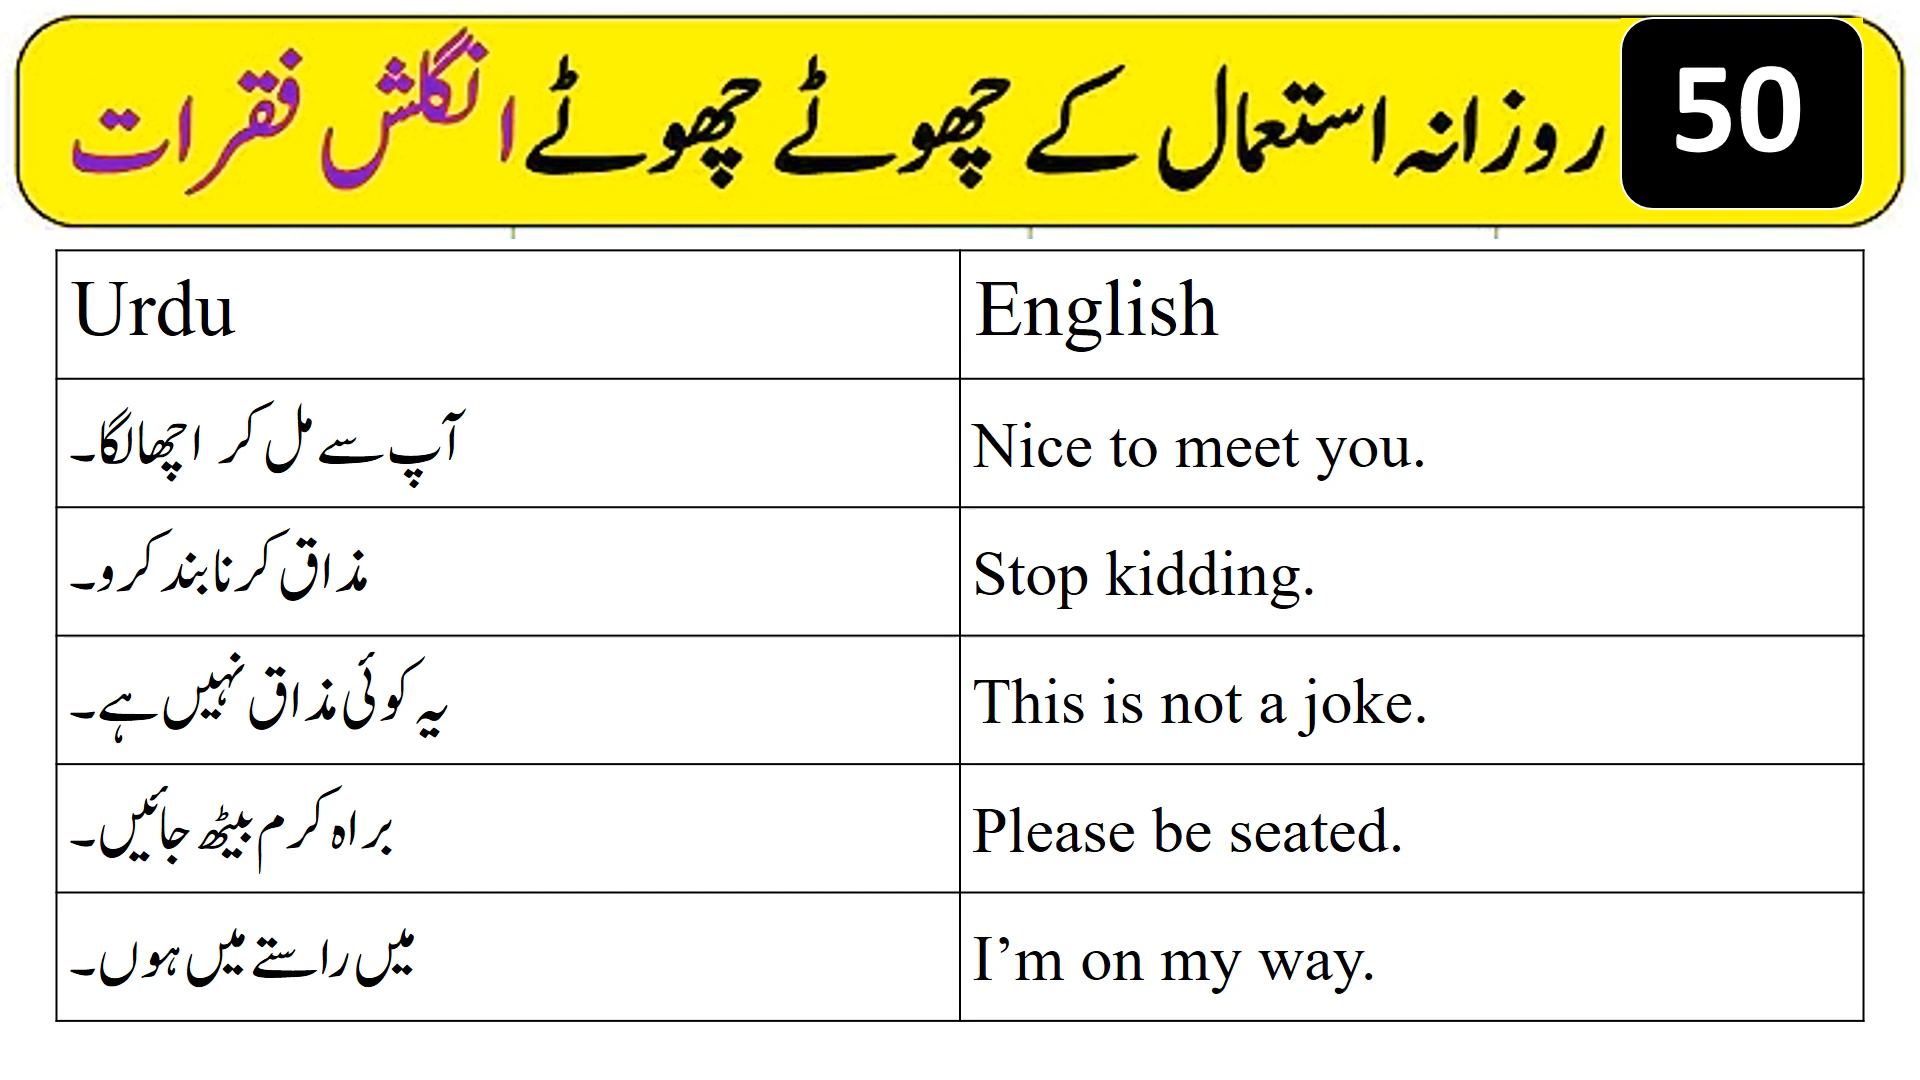 50 روزانہ استعمال کے چھوٹے چھوٹے انگلش فقرات
Urdu English
آپ سے مل کر اچھا لگا۔ Nice to meet you.
مذاق کرنا بند کرو۔ Stop kidding.
یہ کوئی مذاق نہیں ہے۔ This is not a joke.
براہ کرم بیٹھ جائیں۔ Please be seated.
میں راستے میں ہوں۔ I’m on my way.